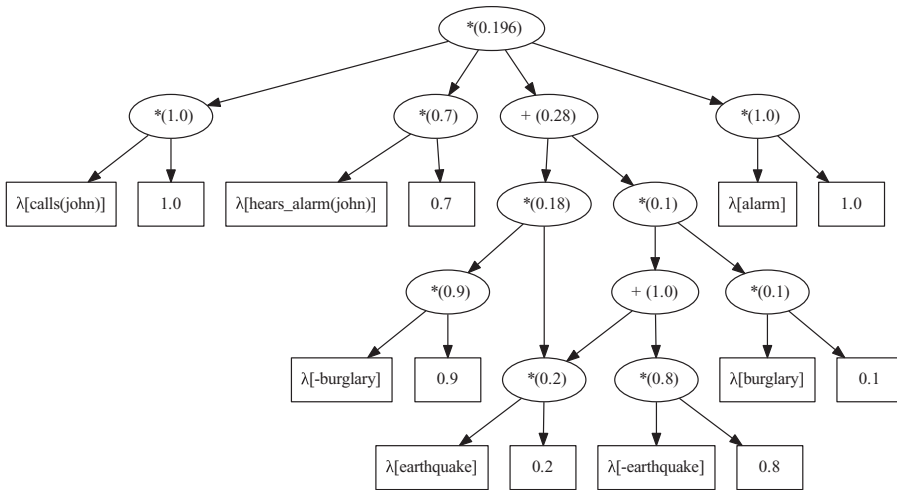 *(0.196)
*(1.0)
*(0.7)
+ (0.28)
*(1.0)
λ[calls(john)]
1.0
λ[hears_alarm(john)]
0.7
*(0.18)
*(0.1)
λ[alarm]
1.0
*(0.9)
+ (1.0)
*(0.1)
λ[-burglary]
0.9
*(0.2)
*(0.8)
λ[burglary]
0.1
λ[earthquake]
0.2
λ[-earthquake]
0.8